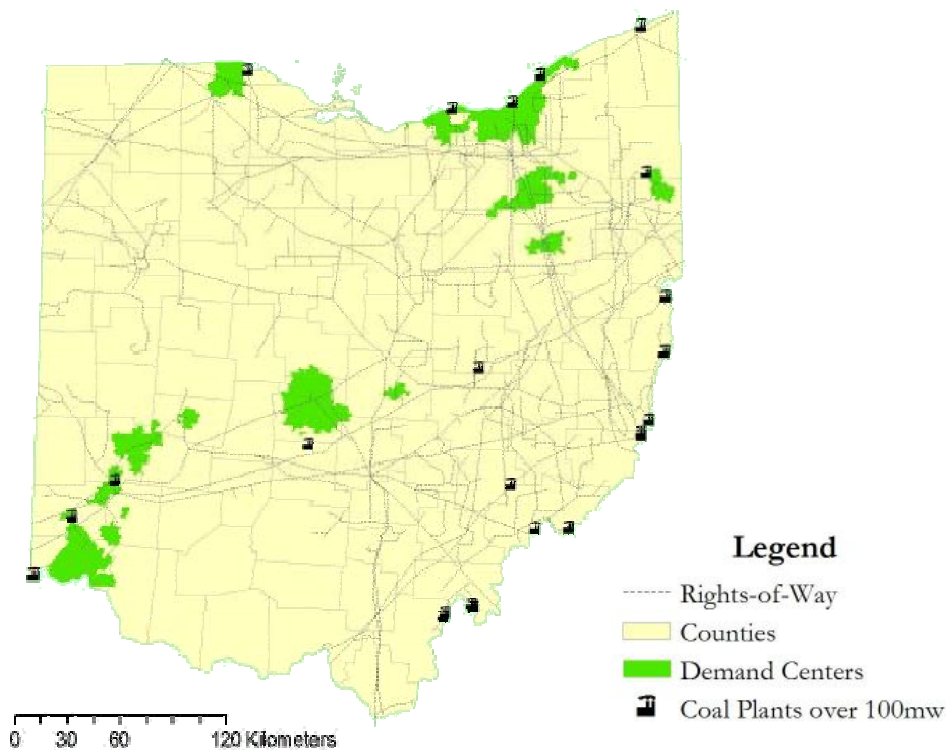 Legend
Rights-of-Way
Counties
Demand Centers
Coal Plants over 100mw
0 30 60 120 Kilometers